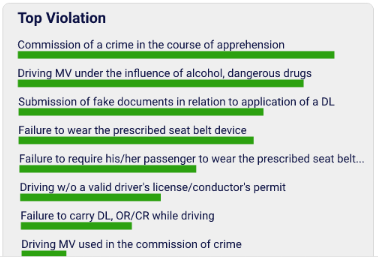 Top Violation
Commission of a crime in the course of apprehension
Driving MV under the influence of alcohol, dangerous drugs
Submission of fake documents in relation to application of a DL
Failure to wear the prescribed seat belt device
Failure to require his/her passenger to wear the prescribed seat belt...
Driving w/o a valid driver's license/conductor's permit
Failure to carry DL, OR/CR while driving
Driving MV used in the commission of crime